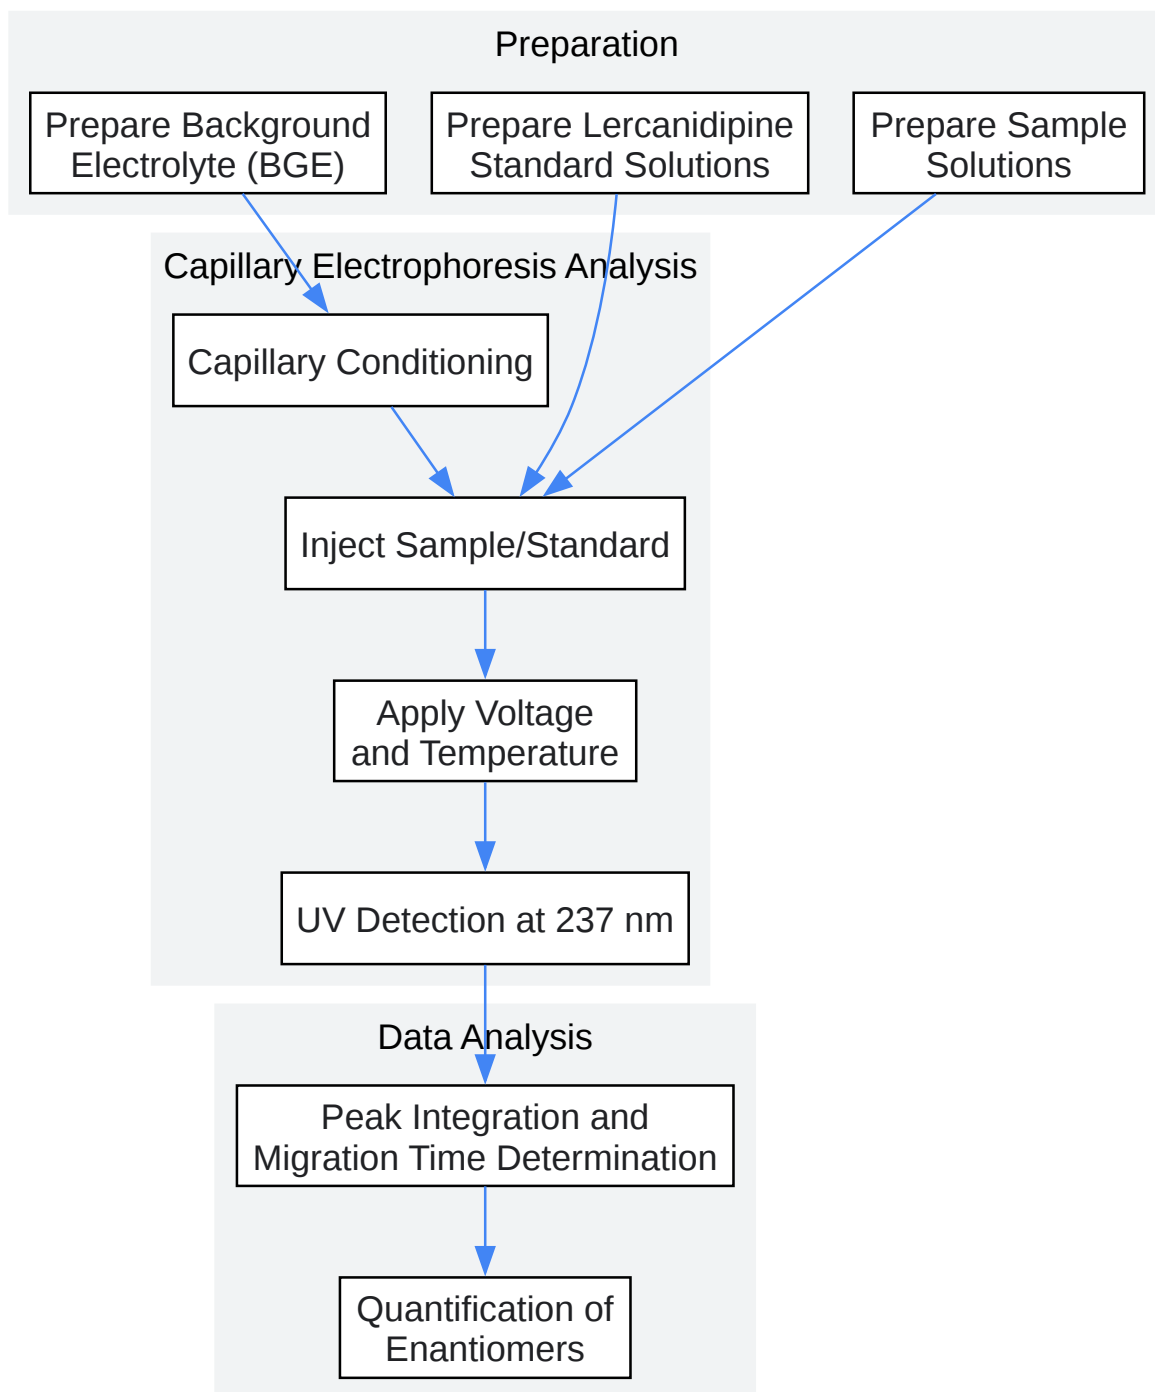 Preparation
Prepare Background
Electrolyte (BGE)
Prepare Lercanidipine
Standard Solutions
Prepare Sample
Solutions
Capillary Electrophoresis Analysis
Capillary Conditioning
Inject Sample/Standard
Apply Voltage
and Temperature
UV Detection at 237 nm
Data Analysis
Peak Integration and
Migration Time Determination
Quantification of
Enantiomers